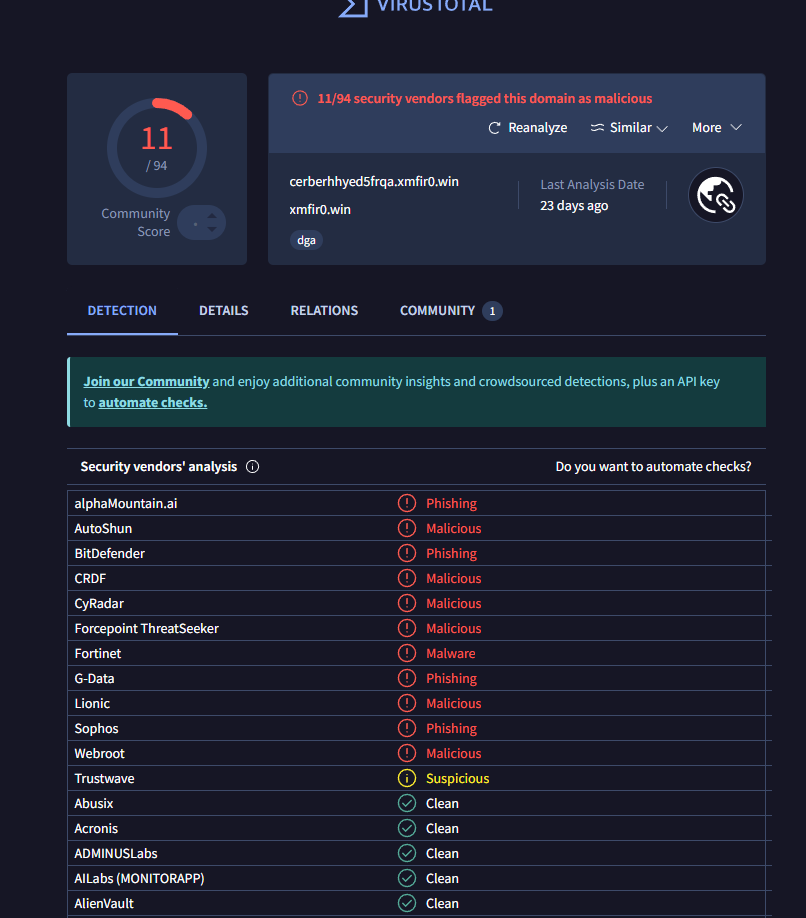 VIRUSTOTAL
11
/ 94
Community
Score
11/94 security vendors flagged this domain as malicious
Reanalyze
Similar
More
cerberhhyed5frqa.xmfir0.win
xmfir0.win
dga
Last Analysis Date
23 days ago
DETECTION
DETAILS
RELATIONS
COMMUNITY 1
Join our Community and enjoy additional community insights and crowdsourced detections, plus an API key
to automate checks.
Security vendors' analysis
Do you want to automate checks?
alphaMountain.ai Phishing
AutoShun Malicious
BitDefender Phishing
CRDF Malicious
CyRadar Malicious
Forcepoint ThreatSeeker Malicious
Fortinet Malware
G-Data Phishing
Lionic Malicious
Sophos Phishing
Webroot Malicious
Trustwave Suspicious
Abusix Clean
Acronis Clean
ADMINUSLabs Clean
AILabs (MONITORAPP) Clean
AlienVault Clean